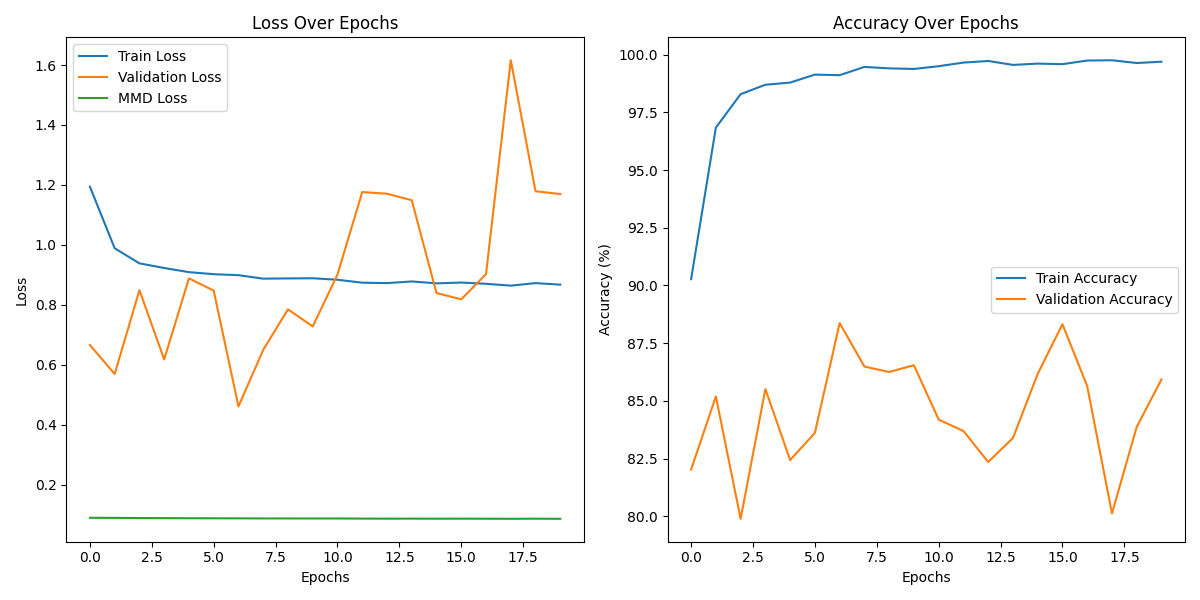 Loss Over Epochs
Train Loss
Validation Loss
MMD Loss
1.6
1.4
1.2
1.0
0.8
0.6
0.4
0.2
Loss
0.0 2.5 5.0 7.5 10.0 12.5 15.0 17.5
Epochs
Accuracy Over Epochs
100.0
97.5
95.0
92.5
90.0
87.5
85.0
82.5
80.0
Accuracy (%)
Train Accuracy
Validation Accuracy
0.0 2.5 5.0 7.5 10.0 12.5 15.0 17.5
Epochs